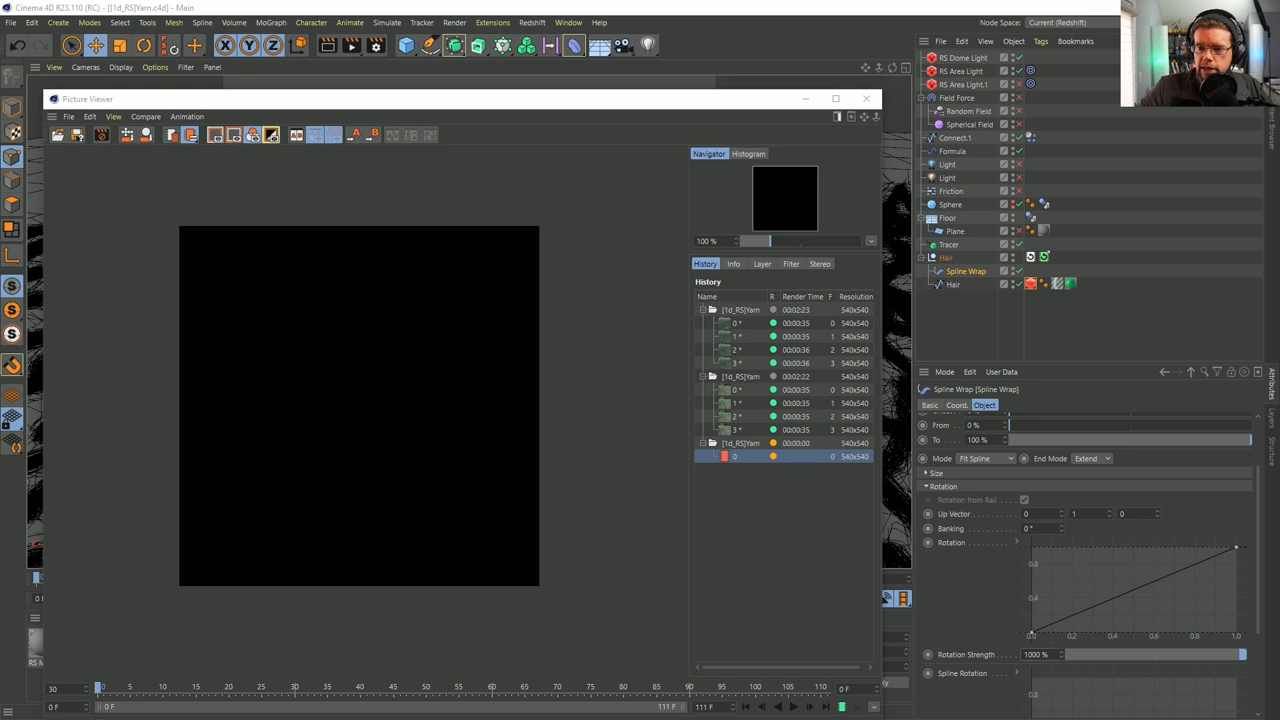 Cinema 4D R23.110 (RC) - [[1d_RS]Yarn.c4d] - Main
File Edit Create Modes Select Tools Mesh Spline Volume MoGraph Character Animate Simulate Tracker Render Extensions Redshift Window Help
Node Space: Current (Redshift)
X Y Z
File Edit View Object Tags Bookmarks
View Cameras Display Options Filter Panel
RS Dome Light
RS Area Light
RS Area Light.1
Field Force
Random Field
Spherical Field
Connect.1
Formula
Light
Light
Friction
Sphere
Floor
Plane
Tracer
Hair
Spline Wrap
Hair
Picture Viewer
File Edit View Compare Animation
Navigator Histogram
100 %
History Info Layer Filter Stereo
History
Name R Render Time F Resolution
[1d_RS]Yarn 00:02:23 540x540
0 * 00:00:35 0 540x540
1 * 00:00:35 1 540x540
2 * 00:00:36 2 540x540
3 * 00:00:36 3 540x540
[1d_RS]Yarn 00:02:22 540x540
0 * 00:00:35 0 540x540
1 * 00:00:35 1 540x540
2 * 00:00:35 2 540x540
3 * 00:00:35 3 540x540
[1d_RS]Yarn 00:00:00 540x540
0 0 540x540
Mode Edit User Data
Spline Wrap [Spline Wrap]
Basic Coord. Object
From 0 %
To 100 %
Mode Fit Spline End Mode Extend
Size
Rotation
Rotation from Rail
Up Vector 0 1 0
Banking 0 °
Rotation
0.8
0.4
0.0 0.2 0.4 0.6 0.8 1.0
Rotation Strength 1000 %
Spline Rotation
0.8
Attributes
Layers
Structure
RS M
30 0 5 10 15 20 25 30 35 40 45 50 55 60 65 70 75 80 85 90 95 100 105 110 0 F
0 F 0 F 111 F 111 F